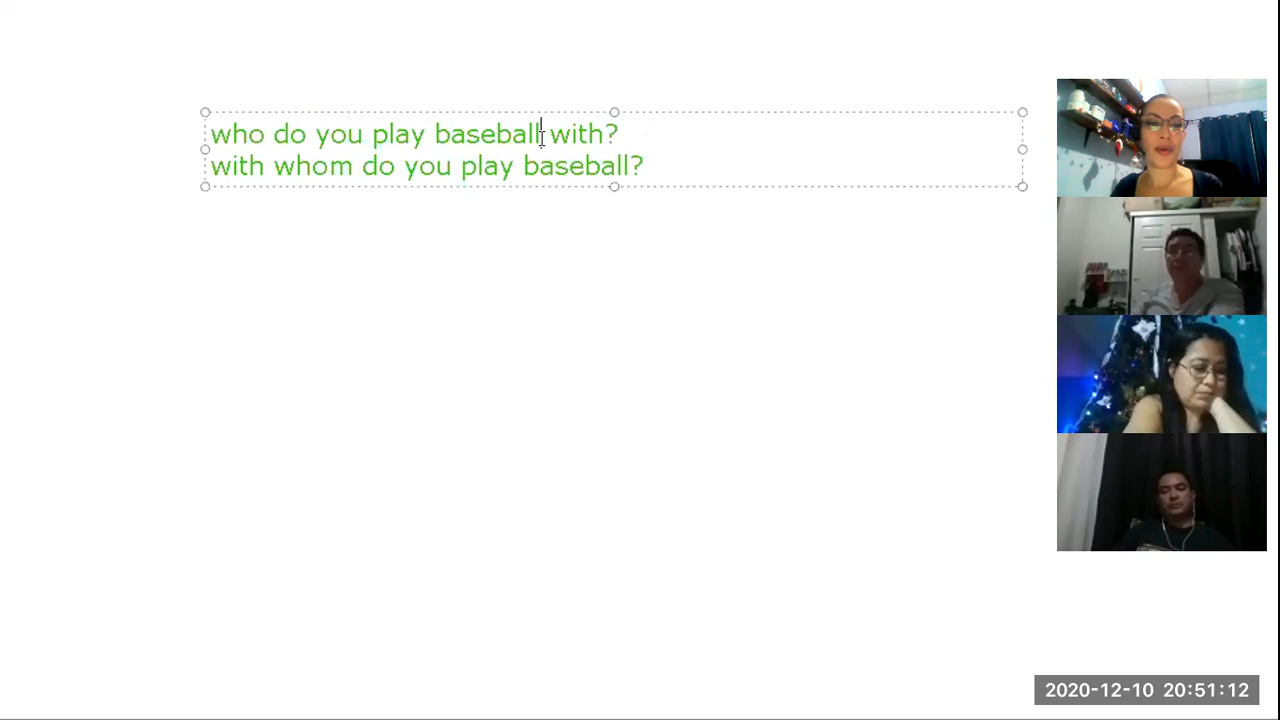 who do you play baseball with?
with whom do you play baseball?
2020-12-10 20:51:12